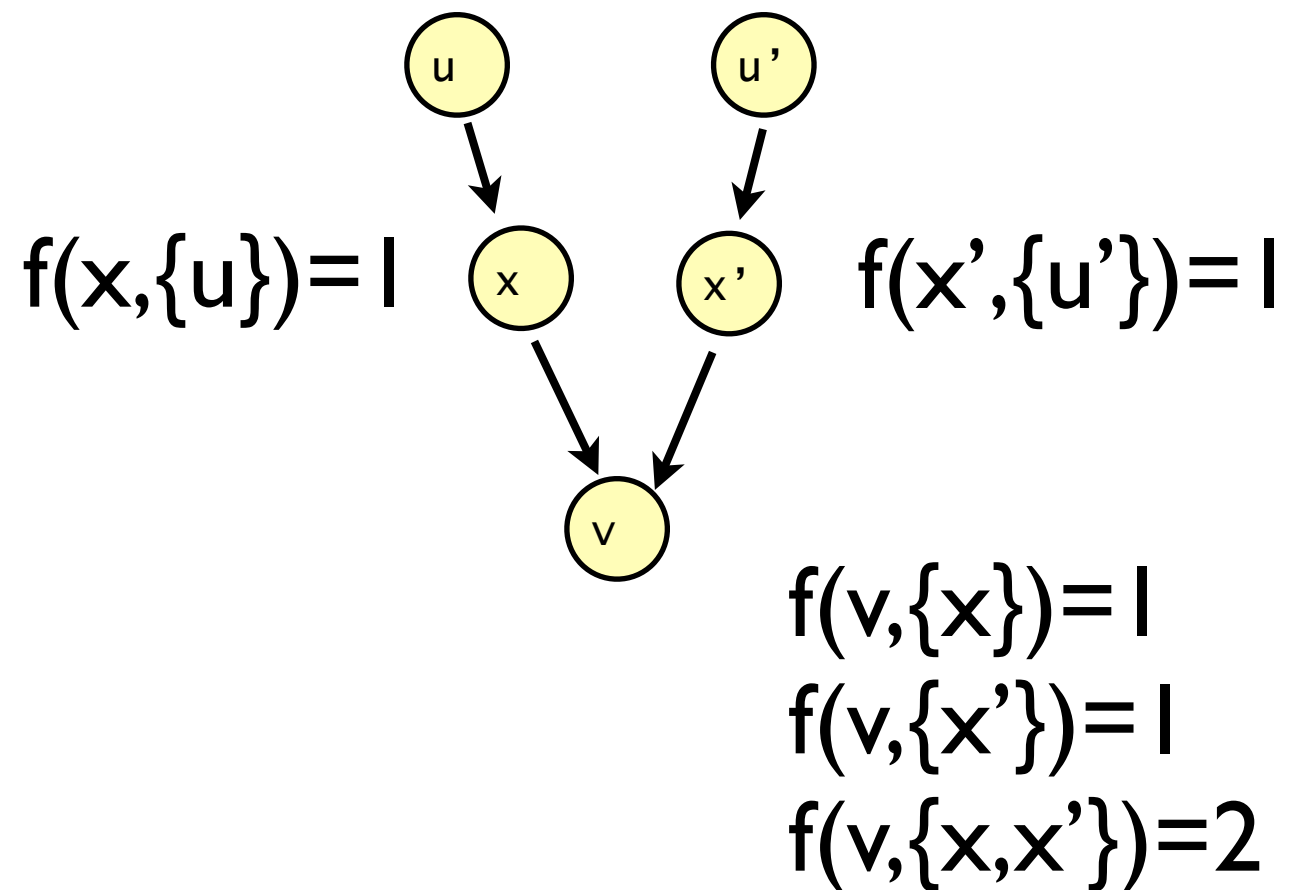 u u’
f(x,{u})=1 x x’ f(x’,{u’})=1
v
f(v,{x})=1
f(v,{x’})=1
f(v,{x,x’})=2